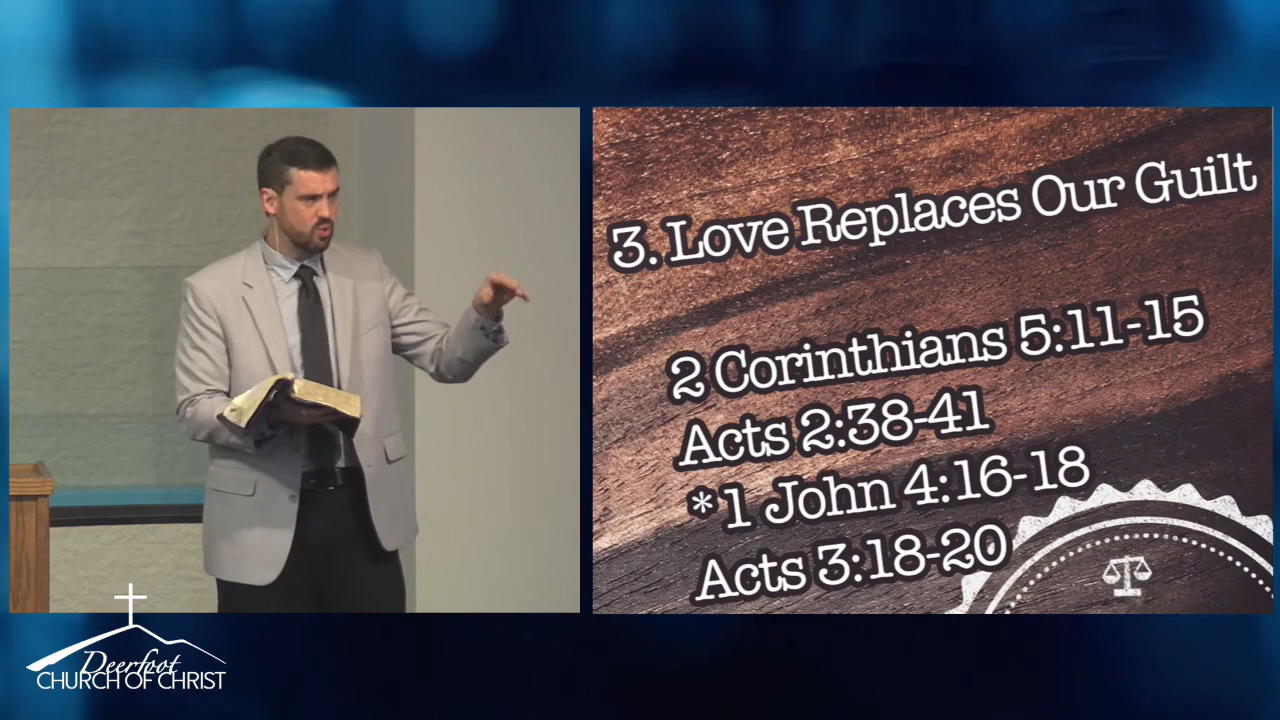 3. Love Replaces Our Guilt
2 Corinthians 5:11-15
Acts 2:38-41
*1 John 4:16-18
Acts 3:18-20
Deerfoot
CHURCH OF CHRIST